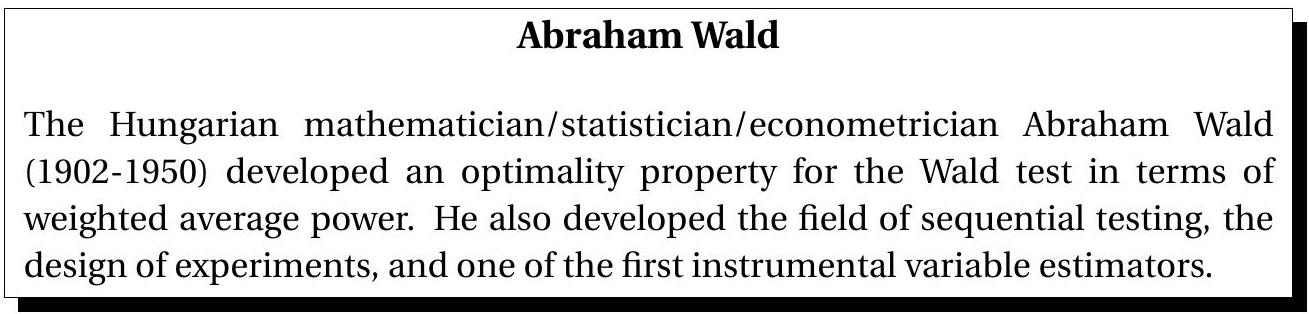 Abraham Wald
The Hungarian mathematician/statistician/econometrician Abraham Wald
(1902-1950) developed an optimality property for the Wald test in terms of
weighted average power. He also developed the field of sequential testing, the
design of experiments, and one of the first instrumental variable estimators.